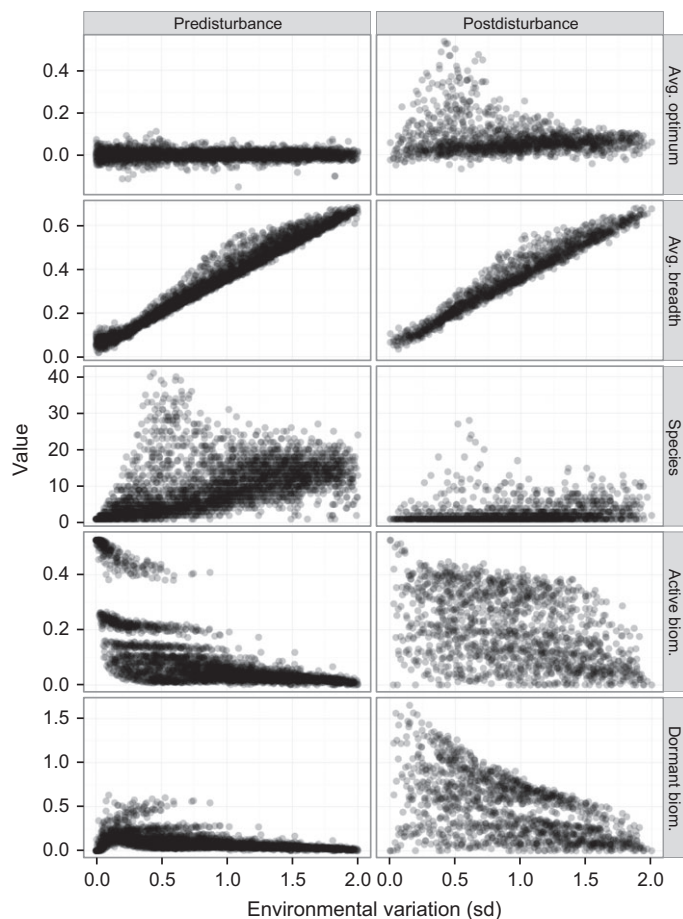 Predisturbance Postdisturbance
0.4
0.2
0.0
Avg. optimum
0.6
0.4
0.2
0.0
Avg. breadth
40
30
20
10
0
Species
Value
0.4
0.2
0.0
Active biom.
1.5
1.0
0.5
0.0
Dormant biom.
0.0 0.5 1.0 1.5 2.0 0.0 0.5 1.0 1.5 2.0
Environmental variation (sd)